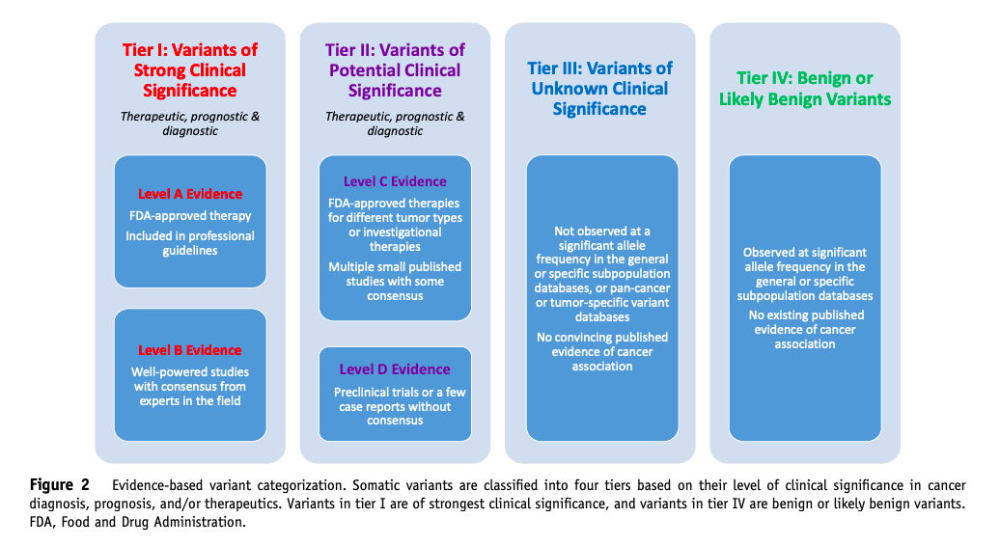 Tier I: Variants of
Strong Clinical
Significance
Therapeutic, prognostic &
diagnostic
Level A Evidence
FDA-approved therapy
Included in professional
guidelines
Level B Evidence
Well-powered studies
with consensus from
experts in the field
Tier II: Variants of
Potential Clinical
Significance
Therapeutic, prognostic &
diagnostic
Level C Evidence
FDA-approved therapies
for different tumor types
or investigational
therapies
Multiple small published
studies with some
consensus
Level D Evidence
Preclinical trials or a few
case reports without
consensus
Tier III: Variants of
Unknown Clinical
Significance
Not observed at a
significant allele
frequency in the general
or specific subpopulation
databases, or pan-cancer
or tumor-specific variant
databases
No convincing published
evidence of cancer
association
Tier IV: Benign or
Likely Benign Variants
Observed at significant
allele frequency in the
general or specific
subpopulation databases
No existing published
evidence of cancer
association
Figure 2 Evidence-based variant categorization. Somatic variants are classified into four tiers based on their level of clinical significance in cancer
diagnosis, prognosis, and/or therapeutics. Variants in tier I are of strongest clinical significance, and variants in tier IV are benign or likely benign variants.
FDA, Food and Drug Administration.